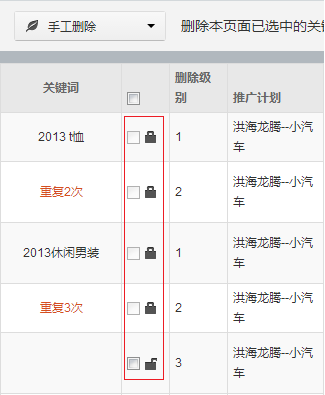 手工删除 删除本页面已选中的关
关键词 删除级
别 推广计划
2013 t恤 1 洪海龙腾--小汽
车
重复2次 2 洪海龙腾--小汽
车
2013休闲男装 1 洪海龙腾--小汽
车
重复3次 2 洪海龙腾--小汽
车
3 洪海龙腾--小汽
车